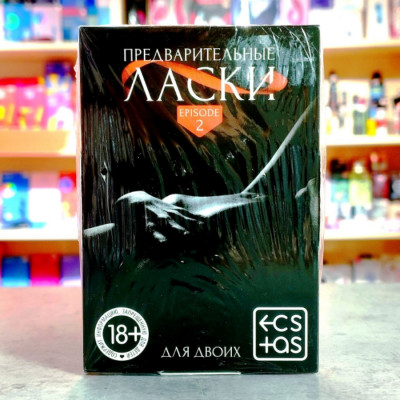 ПРЕДВАРИТЕЛЬНЫЕ
ЛАСКИ
EPISODE
2
18+
ДЛЯ ДВОИХ
ECS
tas